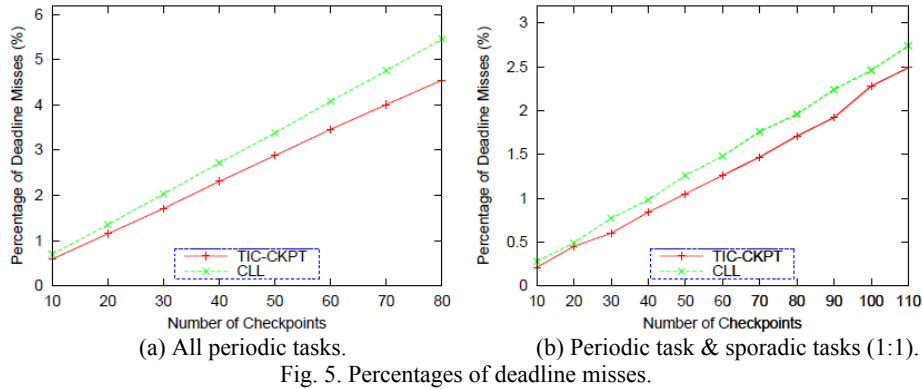 6
5
4
3
2
1
0
Percentage of Deadline Misses (%)
TIC-CKPT
CLL
10 20 30 40 50 60 70 80
Number of Checkpoints
(a) All periodic tasks.
3
2.5
2
1.5
1
0.5
0
Percentage of Deadline Misses (%)
TIC-CKPT
CLL
10 20 30 40 50 60 70 80 90 100 110
Number of Checkpoints
(b) Periodic task & sporadic tasks (1:1).
Fig. 5. Percentages of deadline misses.